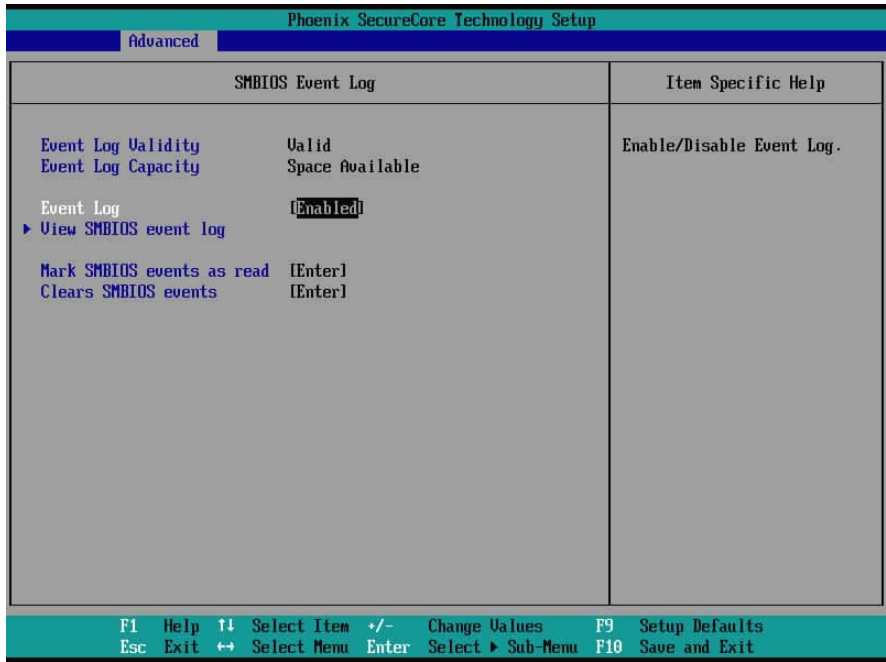 Phoenix SecureCore Technology Setup
Advanced
SMBIOS Event Log
Item Specific Help
Event Log Validity Valid
Event Log Capacity Space Available
Event Log [Enabled]
▶ View SMBIOS event log
Mark SMBIOS events as read [Enter]
Clears SMBIOS events [Enter]
Enable/Disable Event Log.
F1 Help ↑↓ Select Item +/- Change Values F9 Setup Defaults
Esc Exit ↔ Select Menu Enter Select ▶ Sub-Menu F10 Save and Exit